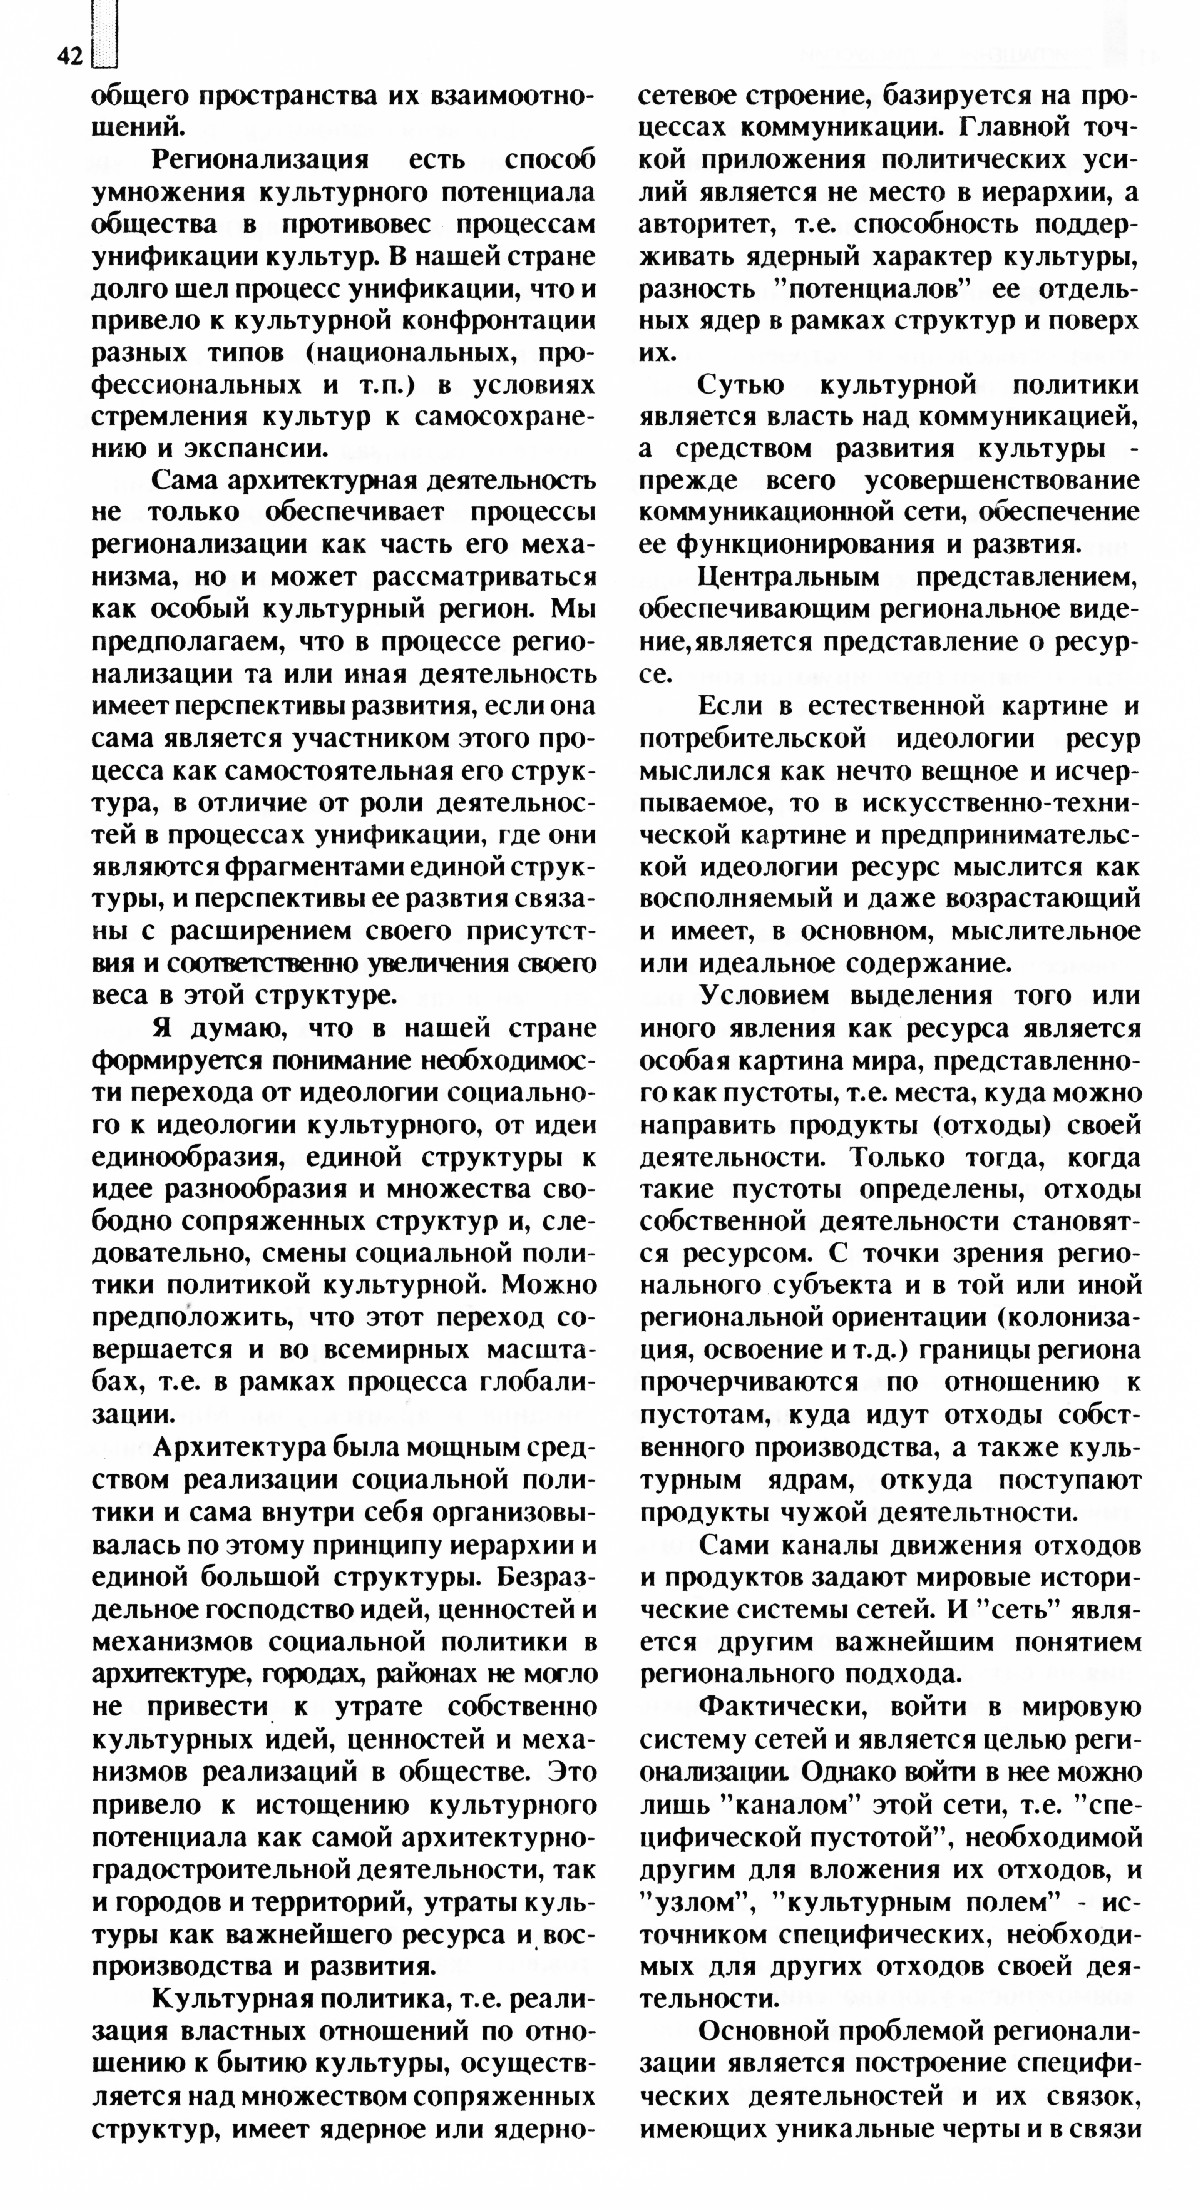 42
общего пространства их взаимоотно-
шений.
Регионализация есть способ
умножения культурного потенциала
общества в противовес процессам
унификации культур. В нашей стране
долго шел процесс унификации, что и
привело к культурной конфронтации
разных типов (национальных, про-
фессиональных и т.п.) в условиях
стремления культур к самосохране-
нию и экспансии.
Сама архитектурная деятельность
не только обеспечивает процессы
регионализации как часть его меха-
низма, но и может рассматриваться
как особый культурный регион. Мы
предполагаем, что в процессе регио-
нализации та или иная деятельность
имеет перспективы развития, если она
сама является участником этого про-
цесса как самостоятельная его струк-
тура, в отличие от роли деятельнос-
тей в процессах унификации, где они
являются фрагментами единой струк-
туры, и перспективы ее развтия связа-
ны с расширением своего присутст-
вия и соответственно увеличения своего
веса в этой структуре.
Я думаю, что в нашей стране
формируется понимание необходимос-
ти перехода от идеологии социально-
го к идеологии культурного, от идеи
единообразия, единой структуры к
идее разнообразия и множества сво-
бодно сопряженных структур и, сле-
довательно, смены социальной поли-
тики политикой культурной. Можно
предположить, что этот переход со-
вершается и во всемирных масшта-
бах, т.е. в рамках процесса глобали-
зации.
Архитектура была мощным сред-
ством реализации социальной поли-
тики и сама внутри себя организовы-
валась по этому принципу иерархии и
единой большой структуры. Безраз-
дельное господство идей, ценностей и
механизмов социальной политики в
архитектуре, городах, районах не могло
не привести к утрате собственно
культурных идей, ценностей и меха-
низмов реализаций в обществе. Это
привело к истощению культурного
потенциала как самой архитектурно-
градостроительной деятельности, так
и городов и территорий, утраты куль-
туры как важнейшего ресурса и вос-
производства и развития.
Культурная политика, т.е. реали-
зация властных отношений по отно-
шению к бытию культуры, осуществ-
ляется над множеством сопряженных
структур, имеет ядерное или ядерно-
сетевое строение, базируется на про-
цессах коммуникации. Главной точ-
кой приложения политических уси-
лий является не место в иерархии, а
авторитет, т.е. способность поддер-
живать ядерный характер культуры,
разность "потенциалов" ее отдель-
ных ядер в рамках структур и поверх
их.
Сутью культурной политики
является власть над коммуникацией,
а средством развития культуры -
прежде всего усовершенствование
коммуникационной сети, обеспечение
ее функционирования и развтия.
Центральным представлением,
обеспечивающим региональное виде-
ние,является представление о ресур-
се.
Если в естественной картине и
потребительской идеологии ресур
мыслился как нечто вещное и исчер-
пываемое, то в искусственно-техни-
ческой картине и предпринимательс-
кой идеологии ресурс мыслится как
восполняемый и даже возрастающий
и имеет, в основном, мыслительное
или идеальное содержание.
Условием выделения того или
иного явления как ресурса является
особая картина мира, представленно-
го как пустоты, т.е. места, куда можно
направить продукты (отходы) своей
деятельности. Только тогда, когда
такие пустоты определены, отходы
собственной деятельности становят-
ся ресурсом. С точки зрения регио-
нального субъекта и в той или иной
региональной ориентации (колониза-
ция, освоение и т.д.) границы региона
прочерчиваются по отношению к
пустотам, куда идут отходы собст-
венного производства, а также куль-
турным ядрам, откуда поступают
продукты чужой деятельтности.
Сами каналы движения отходов
и продуктов задают мировые истори-
ческие системы сетей. И "сеть" явля-
ется другим важнейшим понятием
регионального подхода.
Фактически, войти в мировую
систему сетей и является целью реги-
онализации. Однако войти в нее можно
лишь "каналом" этой сети, т.е. "спе-
цифической пустотой", необходимой
другим для вложения их отходов, и
"узлом", "культурным полем" - ис-
точником специфических, необходи-
мых для других отходов своей дея-
тельности.
Основной проблемой регионали-
зации является построение специфи-
ческих деятельностей и их связок,
имеющих уникальные черты и в связи